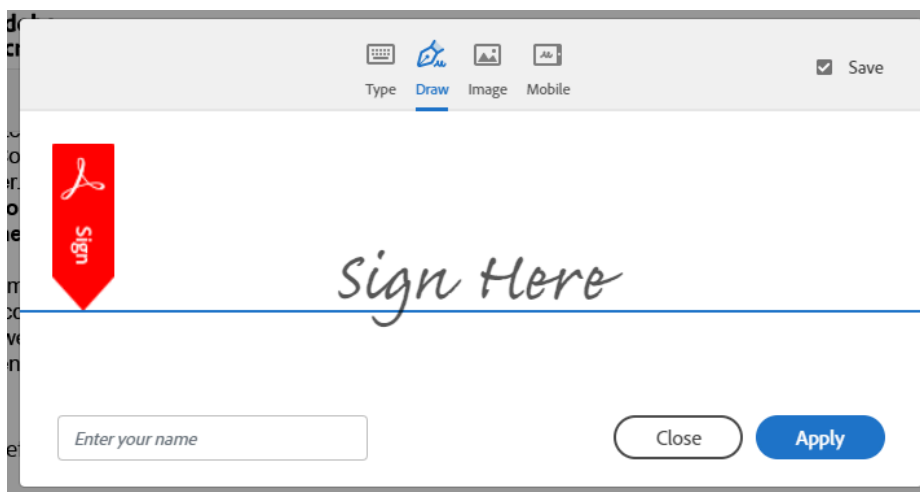 Type Draw Image Mobile
Save
Sign
Sign Here
Enter your name
Close Apply